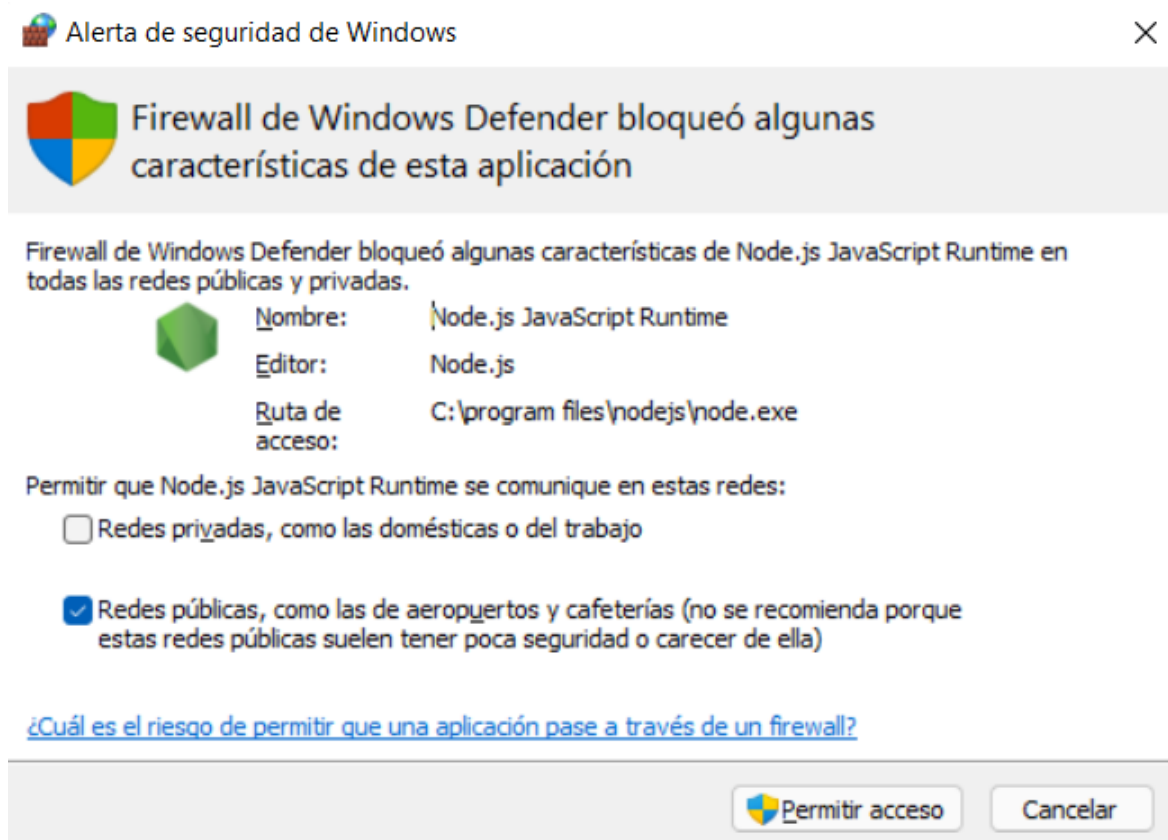 Alerta de seguridad de Windows
Firewall de Windows Defender bloqueó algunas
características de esta aplicación
Firewall de Windows Defender bloqueó algunas características de Node.js JavaScript Runtime en
todas las redes públicas y privadas.
Nombre: Node.js JavaScript Runtime
Editor: Node.js
Ruta de acceso: C:\program files\nodejs\node.exe
Permitir que Node.js JavaScript Runtime se comunique en estas redes:
Redes privadas, como las domésticas o del trabajo
Redes públicas, como las de aeropuertos y cafeterías (no se recomienda porque
estas redes públicas suelen tener poca seguridad o carecer de ella)
¿Cuál es el riesgo de permitir que una aplicación pase a través de un firewall?
Permitir acceso Cancelar